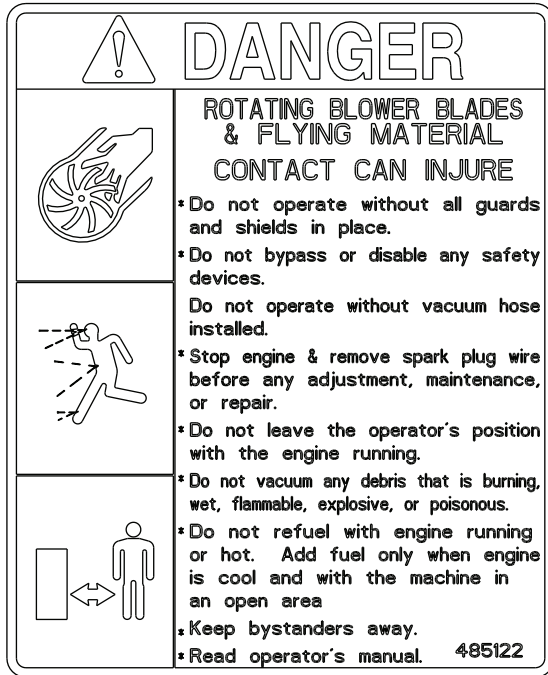 DANGER
ROTATING BLOWER BLADES
& FLYING MATERIAL
CONTACT CAN INJURE
* Do not operate without all guards
and shields in place.
* Do not bypass or disable any safety
devices.
Do not operate without vacuum hose
installed.
* Stop engine & remove spark plug wire
before any adjustment, maintenance,
or repair.
* Do not leave the operator's position
with the engine running.
* Do not vacuum any debris that is burning,
wet, flammable, explosive, or poisonous.
* Do not refuel with engine running
or hot. Add fuel only when engine
is cool and with the machine in
an open area
* Keep bystanders away.
* Read operator's manual. 485122